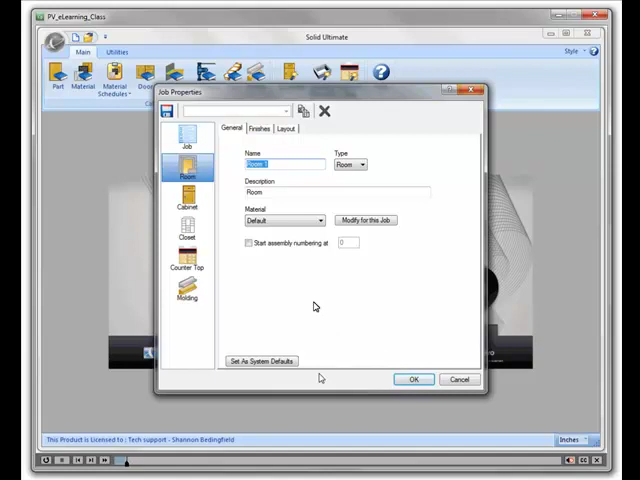 PV_eLearning_Class
Solid Ultimate
Main
Utilities
Style
Part
Material
Material
Schedules
Job Properties
General
Finishes
Layout
Job
Room
Cabinet
Closet
Counter Top
Molding
Name
Type
Room 1
Room
Description
Room
Material
Default
Modify for this Job
Start assembly numbering at
0
Set As System Defaults
OK
Cancel
This Product is Licensed to : Tech support - Shannon Bedingfield
Inches
CC